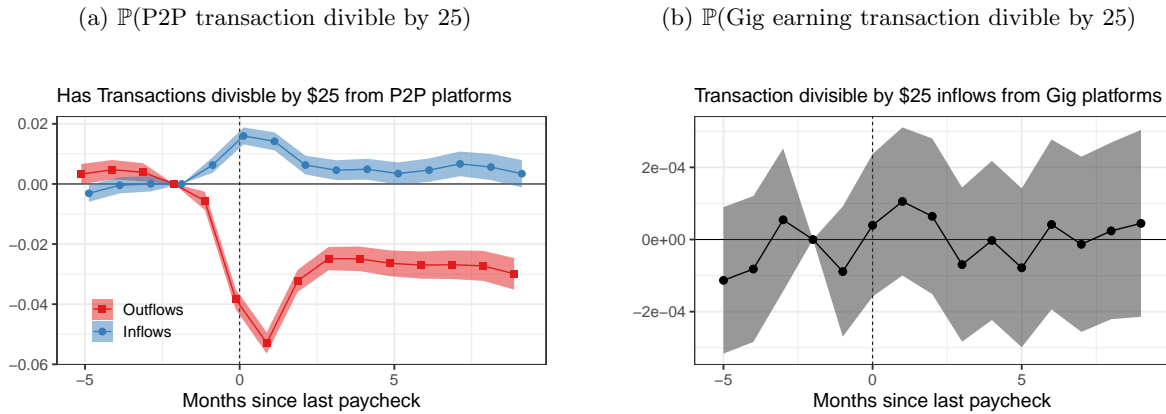 (a) ℙ(P2P transaction divible by 25)
(b) ℙ(Gig earning transaction divible by 25)
Has Transactions divisble by $25 from P2P platforms
0.02
0.00
−0.02
−0.04
−0.06
Outflows
Inflows
−5
0
5
Months since last paycheck
Transaction divisible by $25 inflows from Gig platforms
2e−04
0e+00
−2e−04
−5
0
5
Months since last paycheck